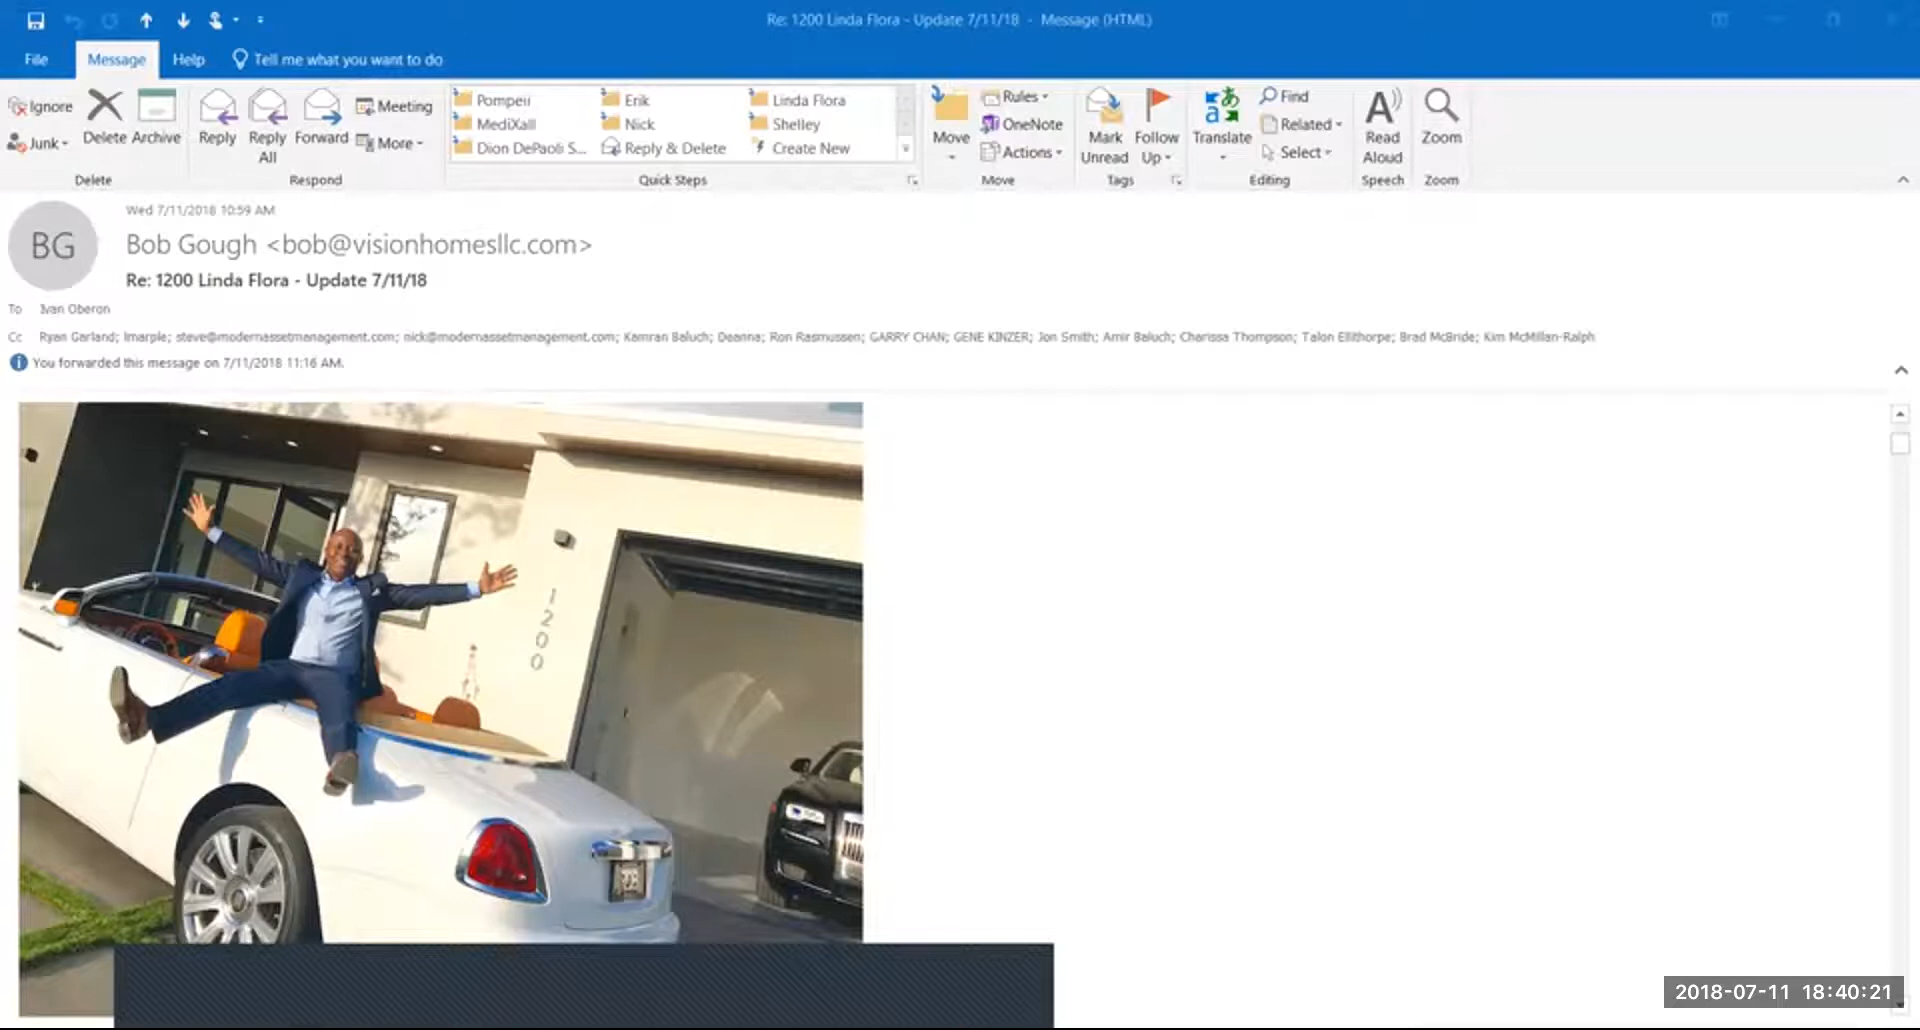 Re: 1200 Linda Flora - Update 7/11/18 - Message (HTML)
File Message Help Tell me what you want to do
Ignore
Junk
Delete
Archive
Reply
Reply All
Forward
Meeting
More
Pompeii Erik Linda Flora
MediXall Nick Shelley
Dion DePaoli S... Reply & Delete Create New
Move
Rules
OneNote
Actions
Mark Unread
Follow Up
Translate
Find
Related
Select
Read Aloud
Zoom
Delete Respond Quick Steps Move Tags Editing Speech Zoom
Wed 7/11/2018 10:59 AM
BG
Bob Gough <bob@visionhomesllc.com>
Re: 1200 Linda Flora - Update 7/11/18
To Ivan Oberon
Cc Ryan Garland; lmarple; steve@modernassetmanagement.com; nick@modernassetmanagement.com; Kamran Baluch; Deanna; Ron Rasmussen; GARRY CHAN; GENE KINZER; Jon Smith; Amir Baluch; Charissa Thompson; Talon Ellithorpe; Brad McBride; Kim McMillan-Ralph
You forwarded this message on 7/11/2018 11:16 AM.
1200
2018-07-11 18:40:21